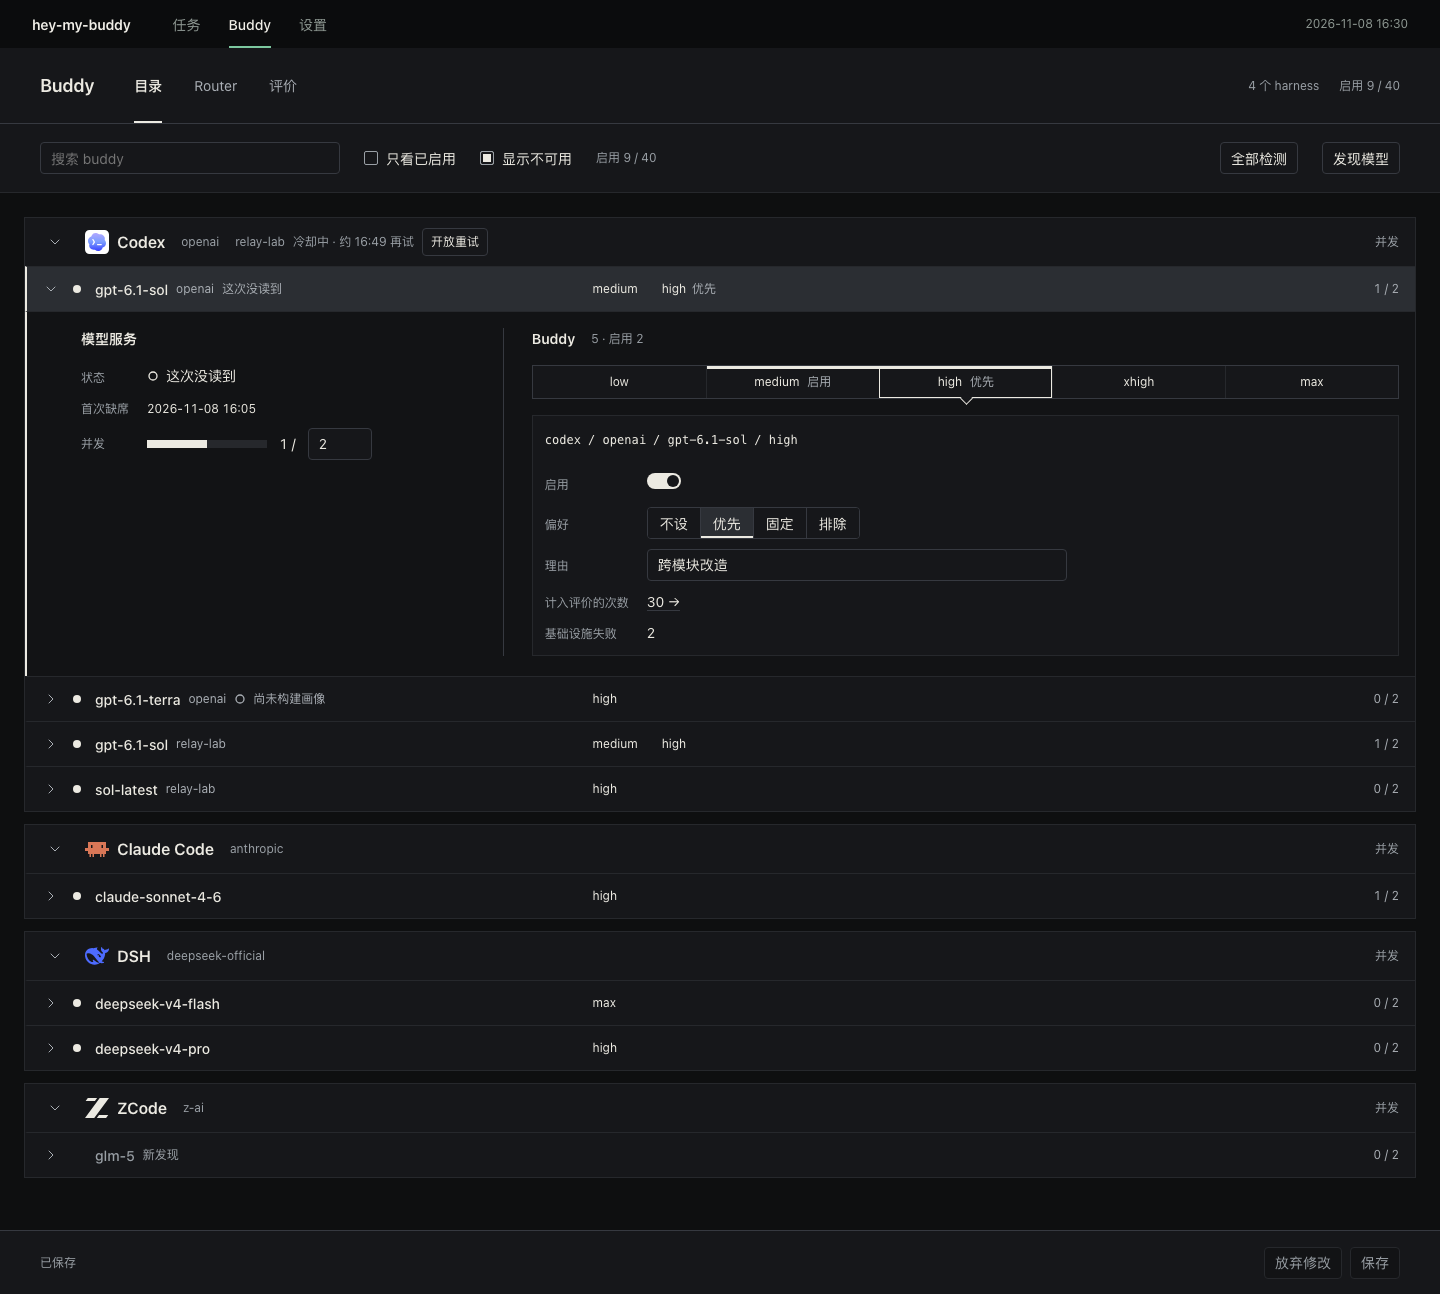 hey-my-buddy 任务 Buddy 设置 2026-11-08 16:30
Buddy 目录 Router 评价 4 个 harness 启用 9 / 40
搜索 buddy 只看已启用 显示不可用 启用 9 / 40 全部检测 发现模型
Codex openai relay-lab 冷却中 · 约 16:49 再试 开放重试 并发
gpt-6.1-sol openai 这次没读到 medium high 优先 1 / 2
模型服务
状态 这次没读到
首次缺席 2026-11-08 16:05
并发 1 / 2
Buddy 5 · 启用 2
low medium 启用 high 优先 xhigh max
codex / openai / gpt-6.1-sol / high
启用
偏好 不设 优先 固定 排除
理由 跨模块改造
计入评价的次数 30 →
基础设施失败 2
gpt-6.1-terra openai 尚未构建画像 high 0 / 2
gpt-6.1-sol relay-lab medium high 1 / 2
sol-latest relay-lab high 0 / 2
Claude Code anthropic 并发
claude-sonnet-4-6 high 1 / 2
DSH deepseek-official 并发
deepseek-v4-flash max 0 / 2
deepseek-v4-pro high 0 / 2
ZCode z-ai 并发
glm-5 新发现 0 / 2
已保存 放弃修改 保存